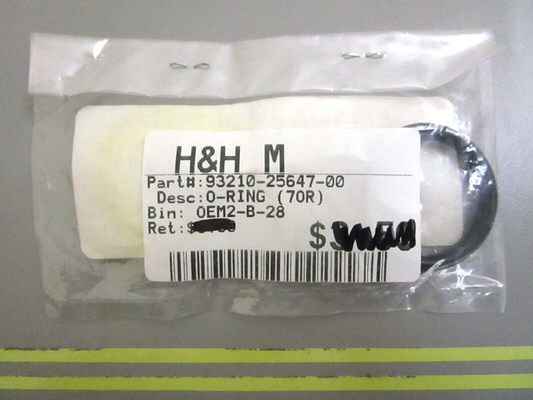 H&H M
Part#:93210-25647-00
Desc:O-RING (70R)
Bin: OEM2-B-28
Ret:$
$